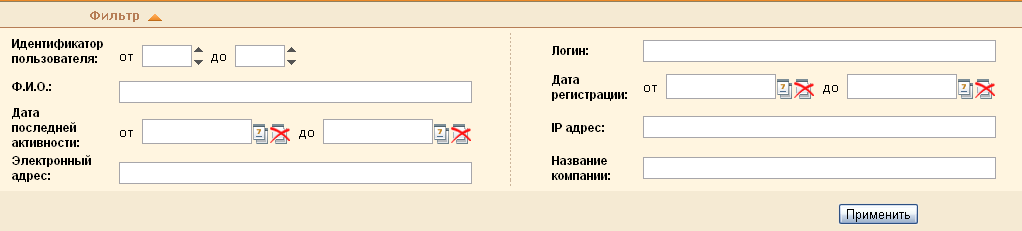 Фильтр
Идентификатор
пользователя: от до
Ф.И.О.:
Дата
последней
активности: от до
Электронный
адрес:
Логин:
Дата
регистрации: от до
IP адрес:
Название
компании:
Применить